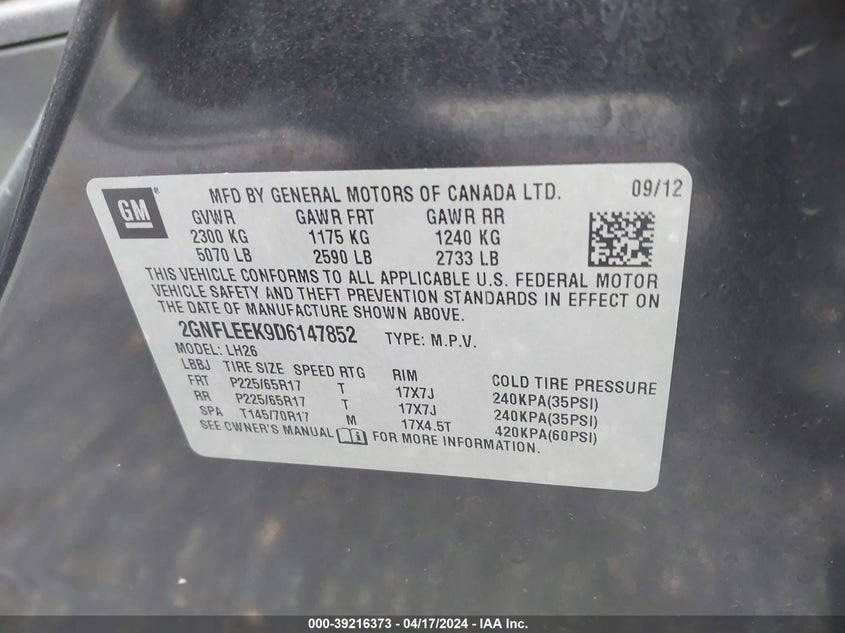 GM
MFD BY GENERAL MOTORS OF CANADA LTD. 09/12
GVWR GAWR FRT GAWR RR
2300 KG 1175 KG 1240 KG
5070 LB 2590 LB 2733 LB
THIS VEHICLE CONFORMS TO ALL APPLICABLE U.S. FEDERAL MOTOR
VEHICLE SAFETY AND THEFT PREVENTION STANDARDS IN EFFECT ON
THE DATE OF MANUFACTURE SHOWN ABOVE.
2GNFLEEK9D6147852 TYPE: M.P.V.
MODEL: LH26
LBBJ TIRE SIZE SPEED RTG RIM COLD TIRE PRESSURE
FRT P225/65R17 T 17X7J 240KPA(35PSI)
RR P225/65R17 T 17X7J 240KPA(35PSI)
SPA T145/70R17 M 17X4.5T 420KPA(60PSI)
SEE OWNER'S MANUAL FOR MORE INFORMATION.
000-39216373 - 04/17/2024 - IAA Inc.